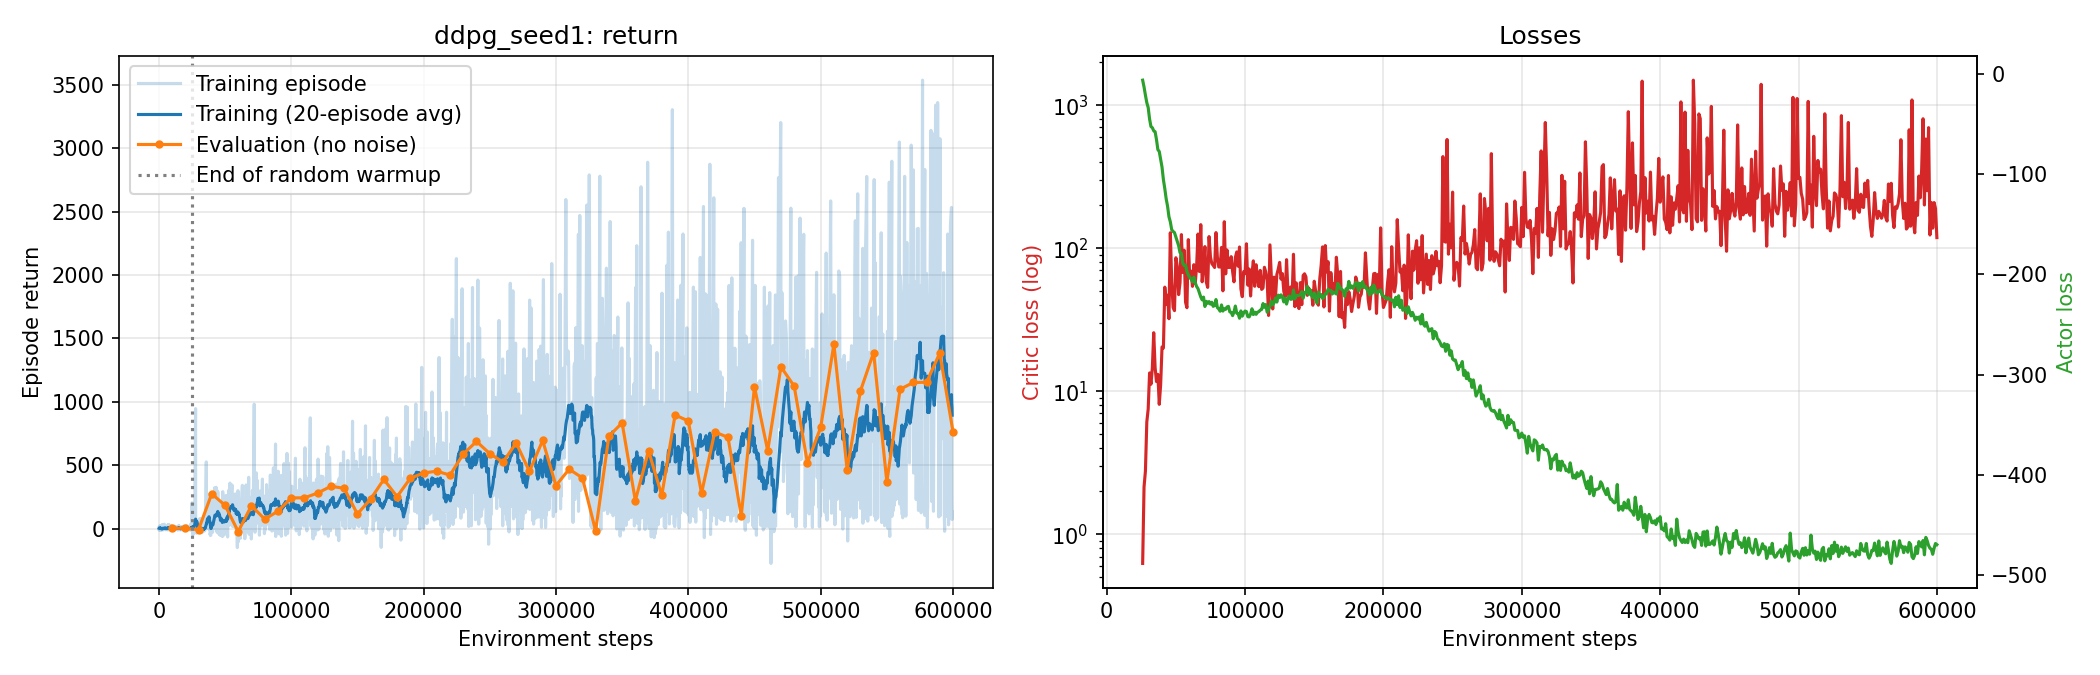 ddpg_seed1: return
Episode return
3500
3000
2500
2000
1500
1000
500
0
Training episode
Training (20-episode avg)
Evaluation (no noise)
End of random warmup
0 100000 200000 300000 400000 500000 600000
Environment steps
Losses
Critic loss (log)
10³
10²
10¹
10⁰
0
−100
−200
−300
−400
−500
Actor loss
0 100000 200000 300000 400000 500000 600000
Environment steps